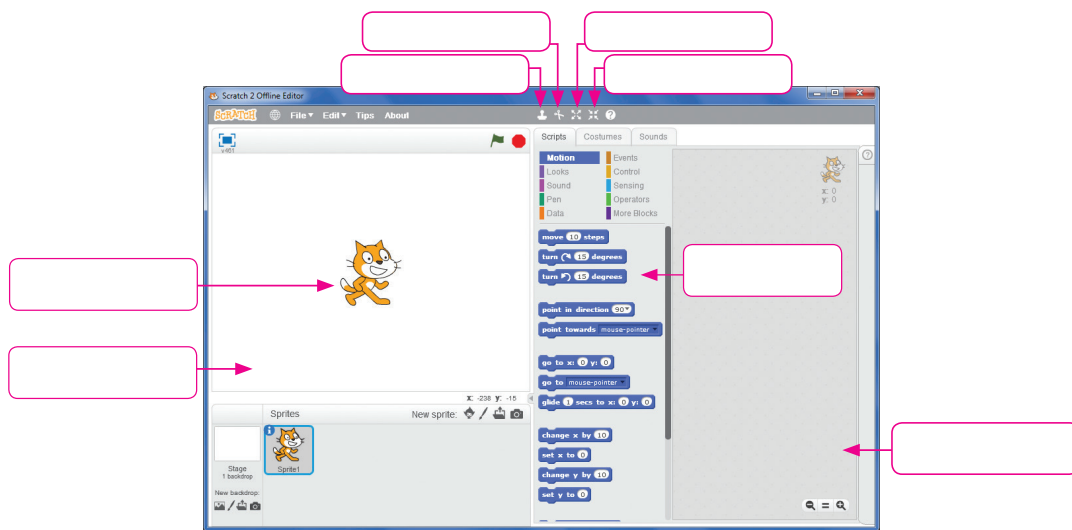 Scratch 2 Offline Editor
SCRATCH File Edit Tips About
v461
Scripts Costumes Sounds
Motion Events
Looks Control
Sound Sensing
Pen Operators
Data More Blocks
x: 0
y: 0
move 10 steps
turn 15 degrees
turn 15 degrees
point in direction 90
point towards mouse-pointer
go to x: 0 y: 0
go to mouse-pointer
glide 1 secs to x: 0 y: 0
change x by 10
set x to 0
change y by 10
set y to 0
X: -238 Y: -15
Sprites New sprite:
Stage
1 backdrop
Sprite1
New backdrop: